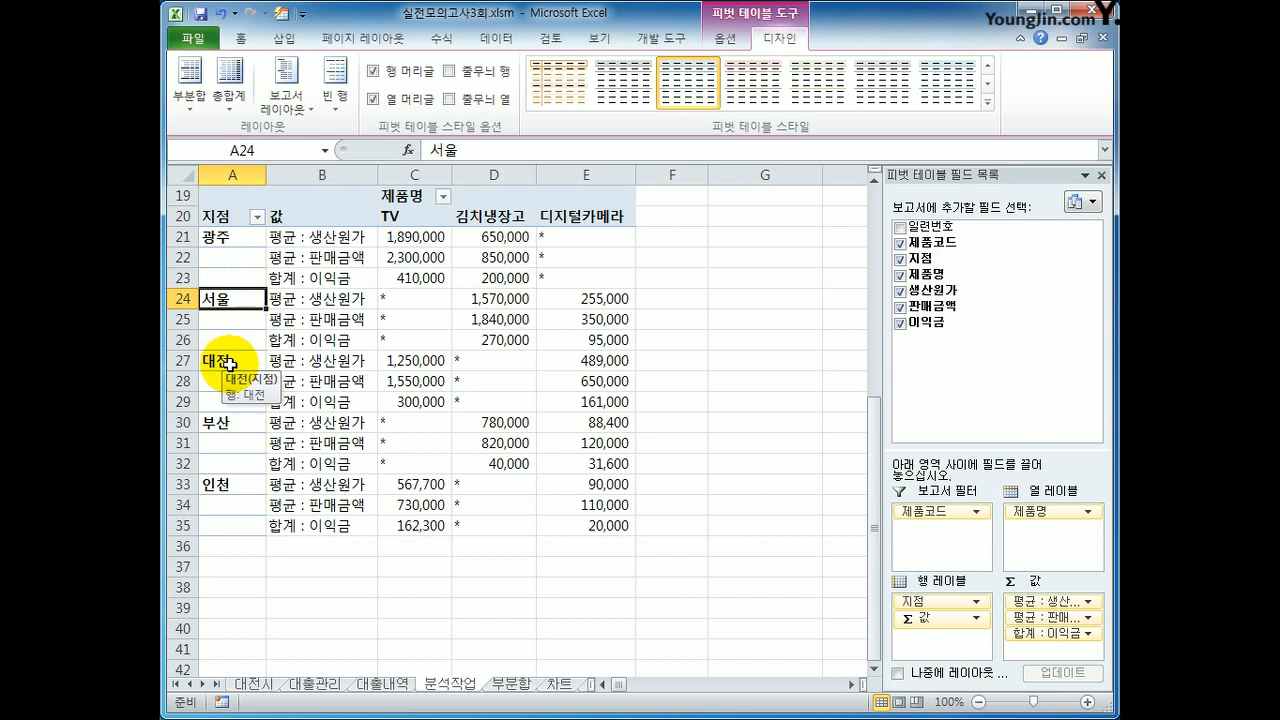 실전모의고사3회.xlsm - Microsoft Excel
피벗 테이블 도구
YoungJin.com Y.
파일 홈 삽입 페이지 레이아웃 수식 데이터 검토 보기 개발 도구 옵션 디자인
부분합 총합계 보고서 레이아웃 빈 행
행 머리글 줄무늬 행
열 머리글 줄무늬 열
레이아웃 피벗 테이블 스타일 옵션 피벗 테이블 스타일
A24 fx 서울
A B C D E F G
19 제품명
20 지점 값 TV 김치냉장고 디지털카메라
21 광주 평균 : 생산원가 1,890,000 650,000 *
22 평균 : 판매금액 2,300,000 850,000 *
23 합계 : 이익금 410,000 200,000 *
24 서울 평균 : 생산원가 * 1,570,000 255,000
25 평균 : 판매금액 * 1,840,000 350,000
26 합계 : 이익금 * 270,000 95,000
27 대전 평균 : 생산원가 1,250,000 * 489,000
28 평균 : 판매금액 1,550,000 * 650,000
29 합계 : 이익금 300,000 * 161,000
30 부산 평균 : 생산원가 * 780,000 88,400
31 평균 : 판매금액 * 820,000 120,000
32 합계 : 이익금 * 40,000 31,600
33 인천 평균 : 생산원가 567,700 * 90,000
34 평균 : 판매금액 730,000 * 110,000
35 합계 : 이익금 162,300 * 20,000
36
37
38
39
40
41
42
대전(지점)
행: 대전
피벗 테이블 필드 목록
보고서에 추가할 필드 선택:
일련번호
제품코드
지점
제품명
생산원가
판매금액
이익금
아래 영역 사이에 필드를 끌어
놓으십시오.
보고서 필터 열 레이블
제품코드 제품명
행 레이블 Σ 값
지점 평균 : 생산...
Σ 값 평균 : 판매...
합계 : 이익금
나중에 레이아웃 ... 업데이트
대전시 대출관리 대출내역 분석작업 부분합 차트
준비 100%